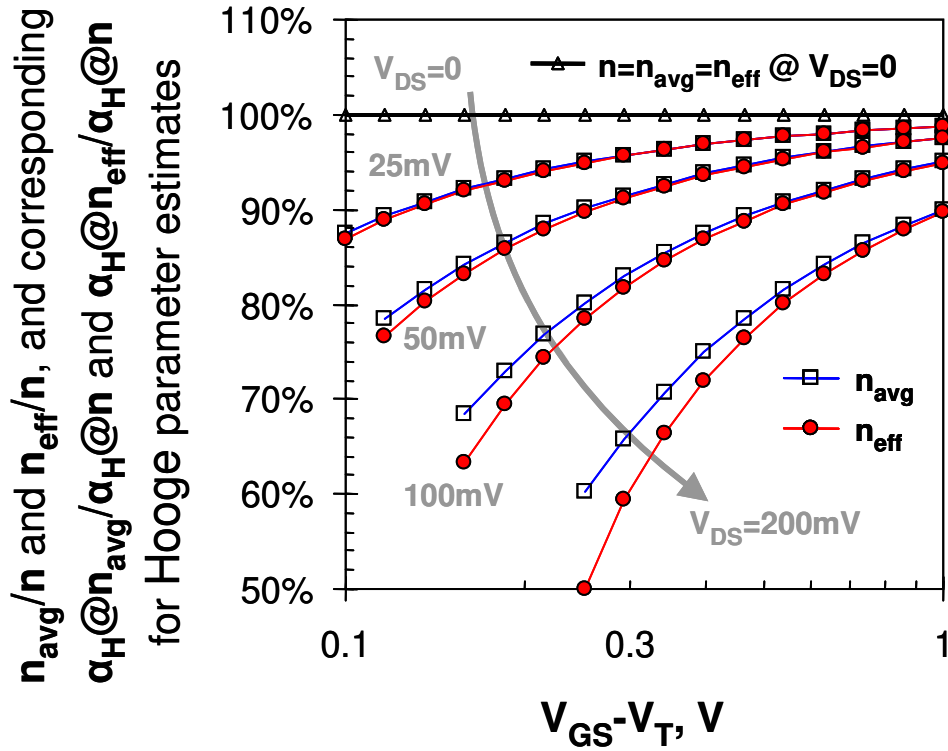 n_avg/n and n_eff/n, and corresponding
α_H@n_avg/α_H@n and α_H@n_eff/α_H@n
for Hooge parameter estimates
100%
100%
90%
80%
70%
60%
50%
V_DS=0
n=n_avg=n_eff @ V_DS=0
25mV
50mV
100mV
V_DS=200mV
n_avg
n_eff
0.1
0.3
1
V_GS-V_T, V